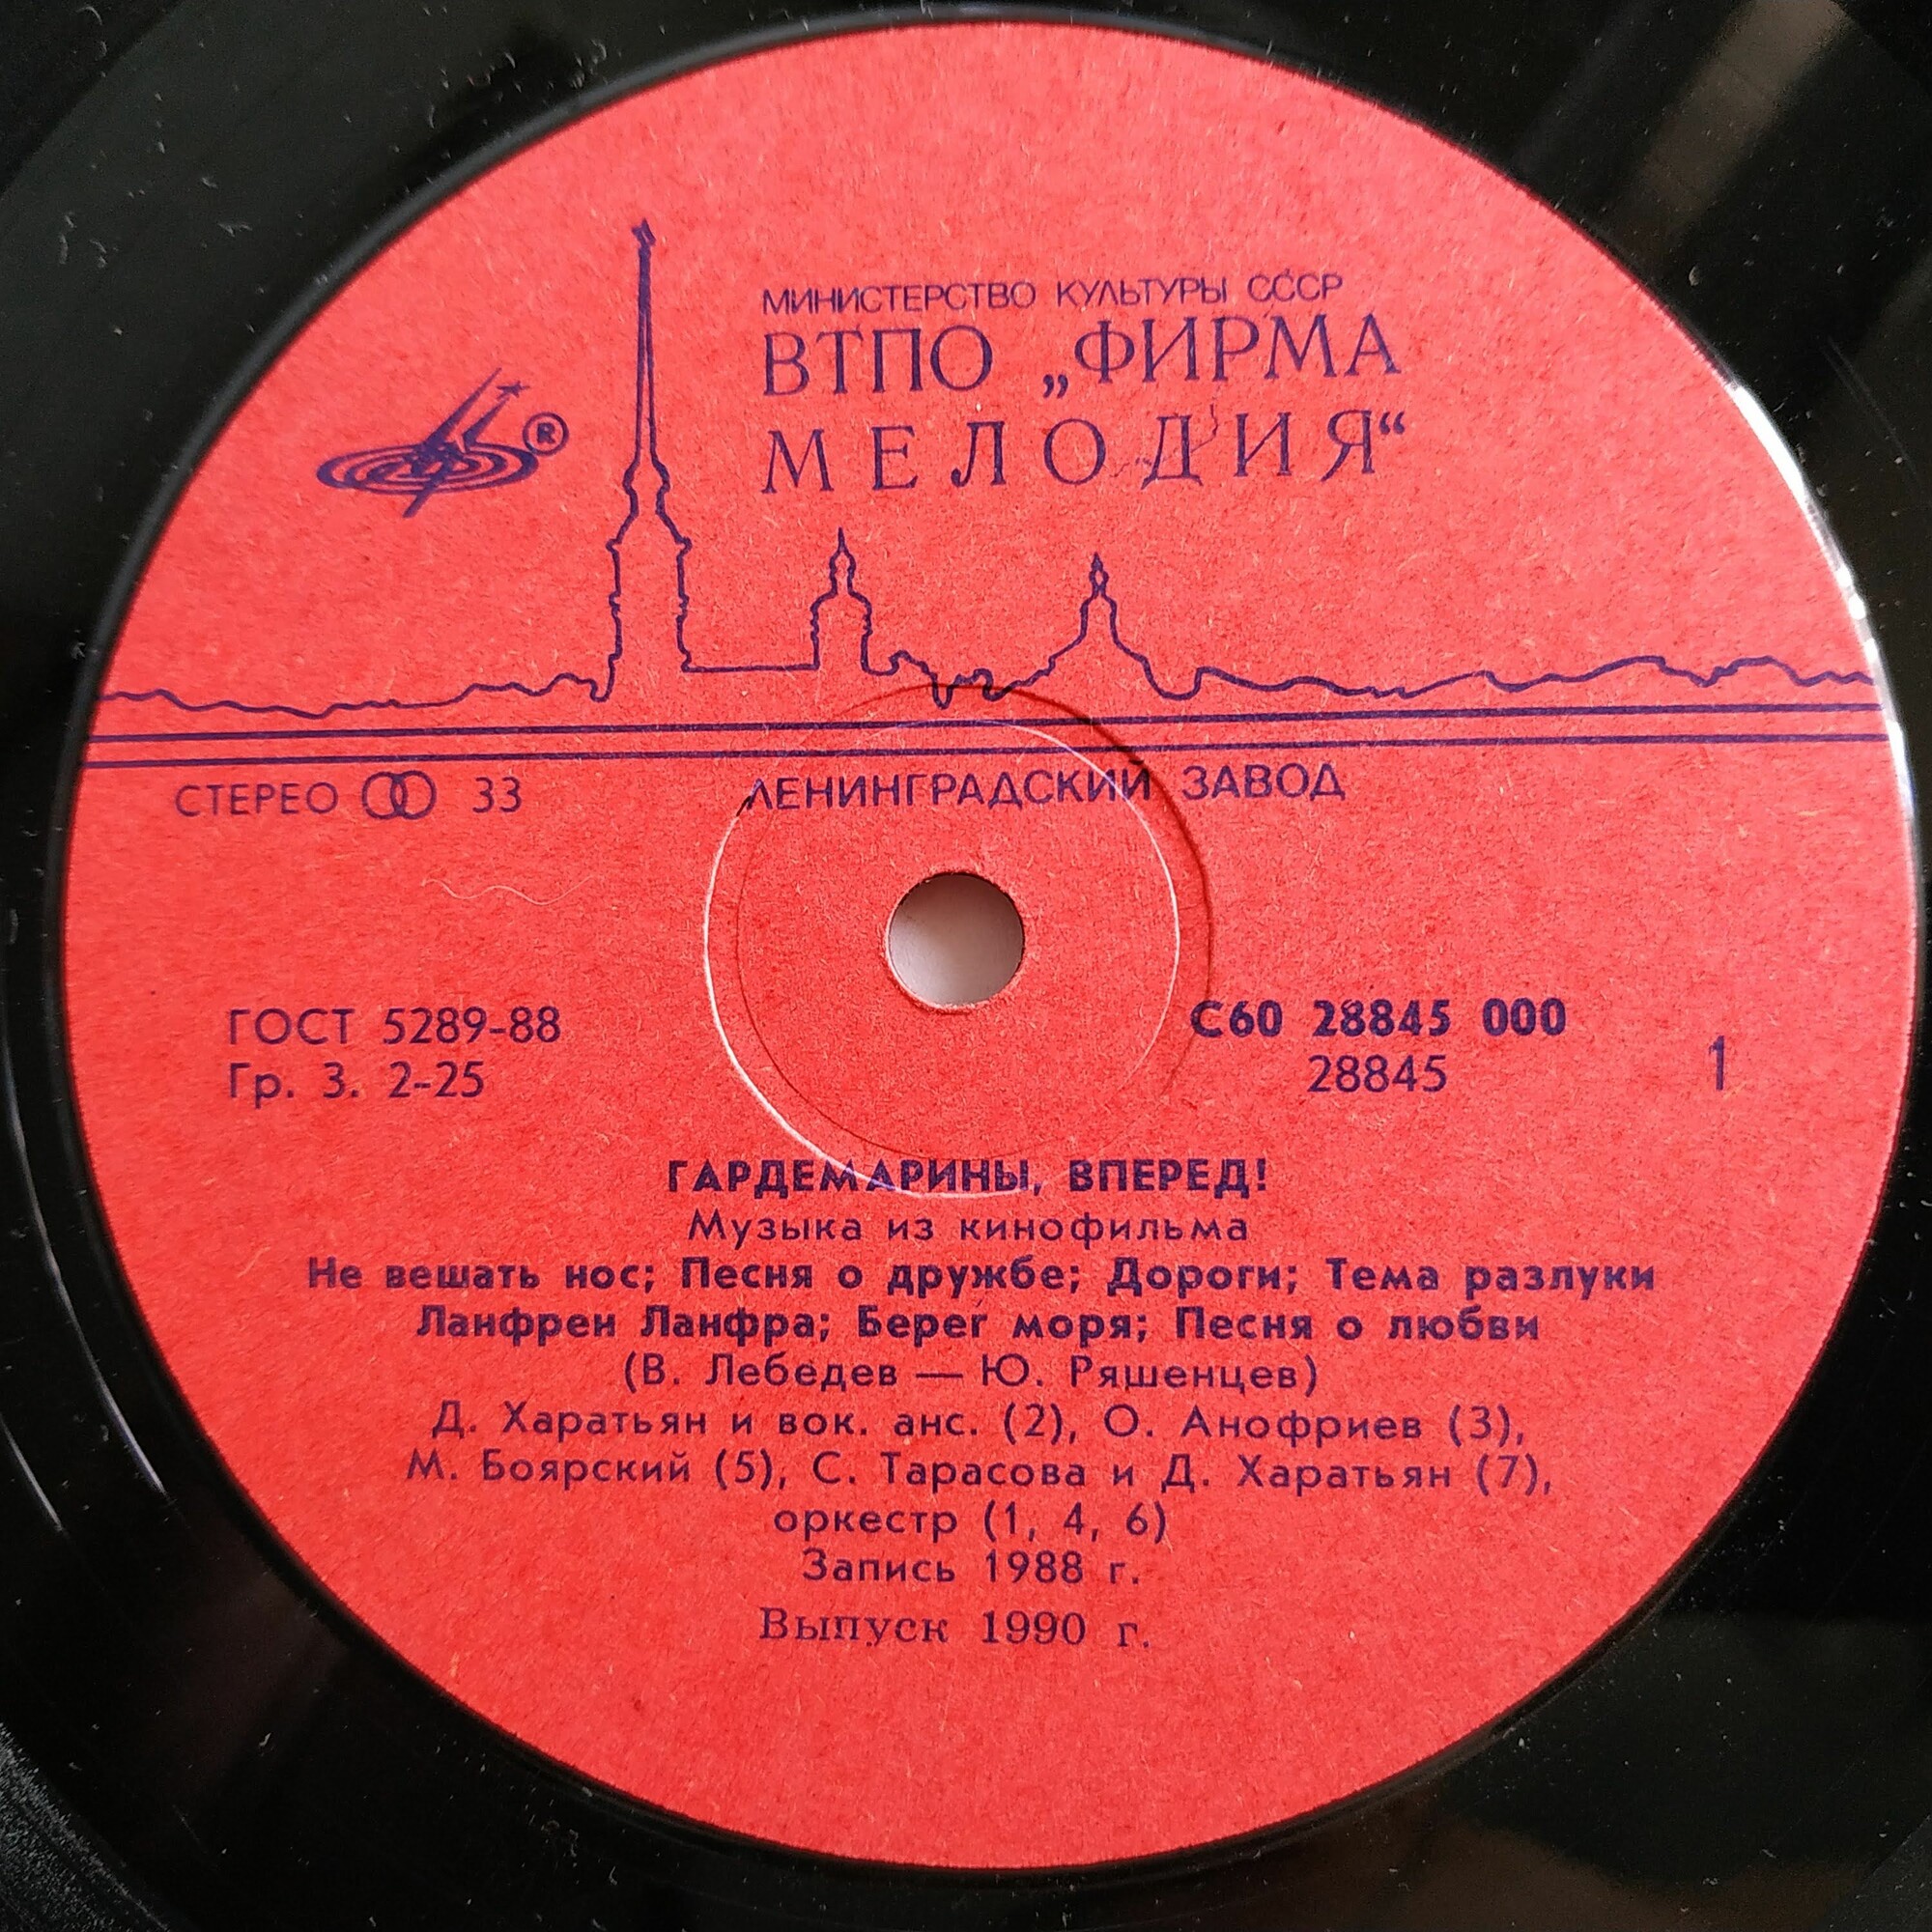 МИНИСТЕРСТВО КУЛЬТУРЫ СССР
ВТПО „ФИРМА
МЕЛОДИЯ“
®
СТЕРЕО 33
ЛЕНИНГРАДСКИЙ ЗАВОД
ГОСТ 5289-88
Гр. 3. 2-25
С60 28845 000
28845
1
ГАРДЕМАРИНЫ, ВПЕРЕД!
Музыка из кинофильма
Не вешать нос; Песня о дружбе; Дороги; Тема разлуки
Ланфрен Ланфра; Берег моря; Песня о любви
(В. Лебедев — Ю. Ряшенцев)
Д. Харатьян и вок. анс. (2), О. Анофриев (3),
М. Боярский (5), С. Тарасова и Д. Харатьян (7),
оркестр (1, 4, 6)
Запись 1988 г.
Выпуск 1990 г.